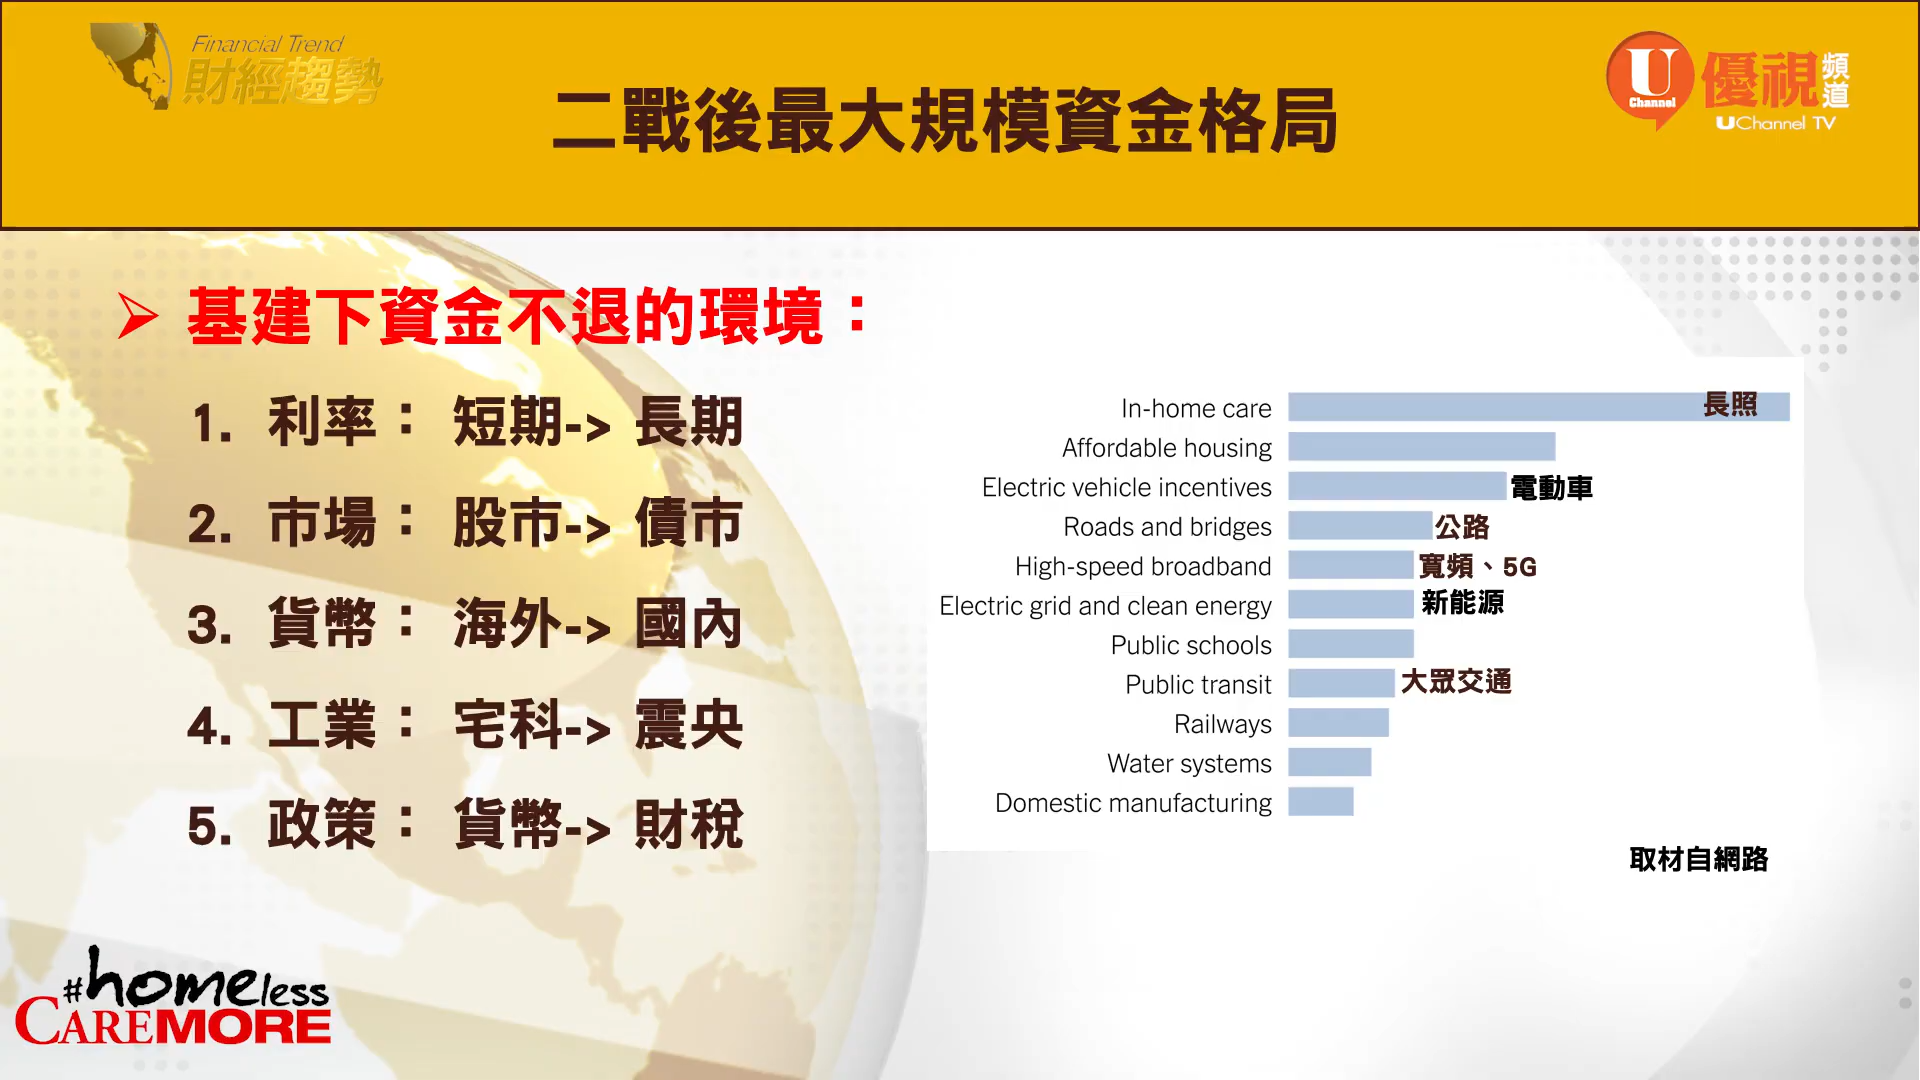 Financial Trend
財經趨勢
二戰後最大規模資金格局
U Channel
優視頻道
UChannel TV
➢ 基建下資金不退的環境：
1. 利率： 短期-> 長期
2. 市場： 股市-> 債市
3. 貨幣： 海外-> 國內
4. 工業： 宅科-> 震央
5. 政策： 貨幣-> 財稅
In-home care 長照
Affordable housing
Electric vehicle incentives 電動車
Roads and bridges 公路
High-speed broadband 寬頻、5G
Electric grid and clean energy 新能源
Public schools
Public transit 大眾交通
Railways
Water systems
Domestic manufacturing
取材自網路
#homeless
CAREMORE